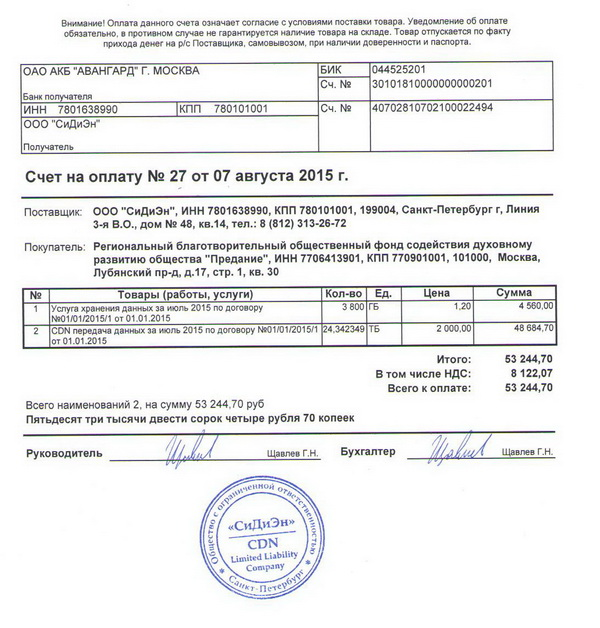 Внимание! Оплата данного счета означает согласие с условиями поставки товара. Уведомление об оплате
обязательно, в противном случае не гарантируется наличие товара на складе. Товар отпускается по факту
прихода денег на р/с Поставщика, самовывозом, при наличии доверенности и паспорта.
ОАО АКБ "АВАНГАРД" Г. МОСКВА
БИК 044525201
Сч. № 30101810000000000201
Банк получателя
ИНН 7801638990 КПП 780101001 Сч. № 40702810702100022494
ООО "СиДиЭн"
Получатель
Счет на оплату № 27 от 07 августа 2015 г.
Поставщик: ООО "СиДиЭн", ИНН 7801638990, КПП 780101001, 199004, Санкт-Петербург г, Линия
3-я В.О., дом № 48, кв.14, тел.: 8 (812) 313-26-72
Покупатель: Региональный благотворительный общественный фонд содействия духовному
развитию общества "Предание", ИНН 7706413901, КПП 770901001, 101000, Москва,
Лубянский пр-д, д.17, стр. 1, кв. 30
№ Товары (работы, услуги) Кол-во Ед. Цена Сумма
1 Услуга хранения данных за июль 2015 по договору 3 800 ГБ 1,20 4 560,00
№01/01/2015/1 от 01.01.2015
2 CDN передача данных за июль 2015 по договору №01/01/2015/1 24,342349 ТБ 2 000,00 48 684,70
от 01.01.2015
Итого: 53 244,70
В том числе НДС: 8 122,07
Всего к оплате: 53 244,70
Всего наименований 2, на сумму 53 244,70 руб
Пятьдесят три тысячи двести сорок четыре рубля 70 копеек
Руководитель Щавлев Г.Н. Бухгалтер Щавлев Г.Н.
Общество с ограниченной ответственностью
«СиДиЭн»
CDN
Limited Liability
Company
* Санкт-Петербург *